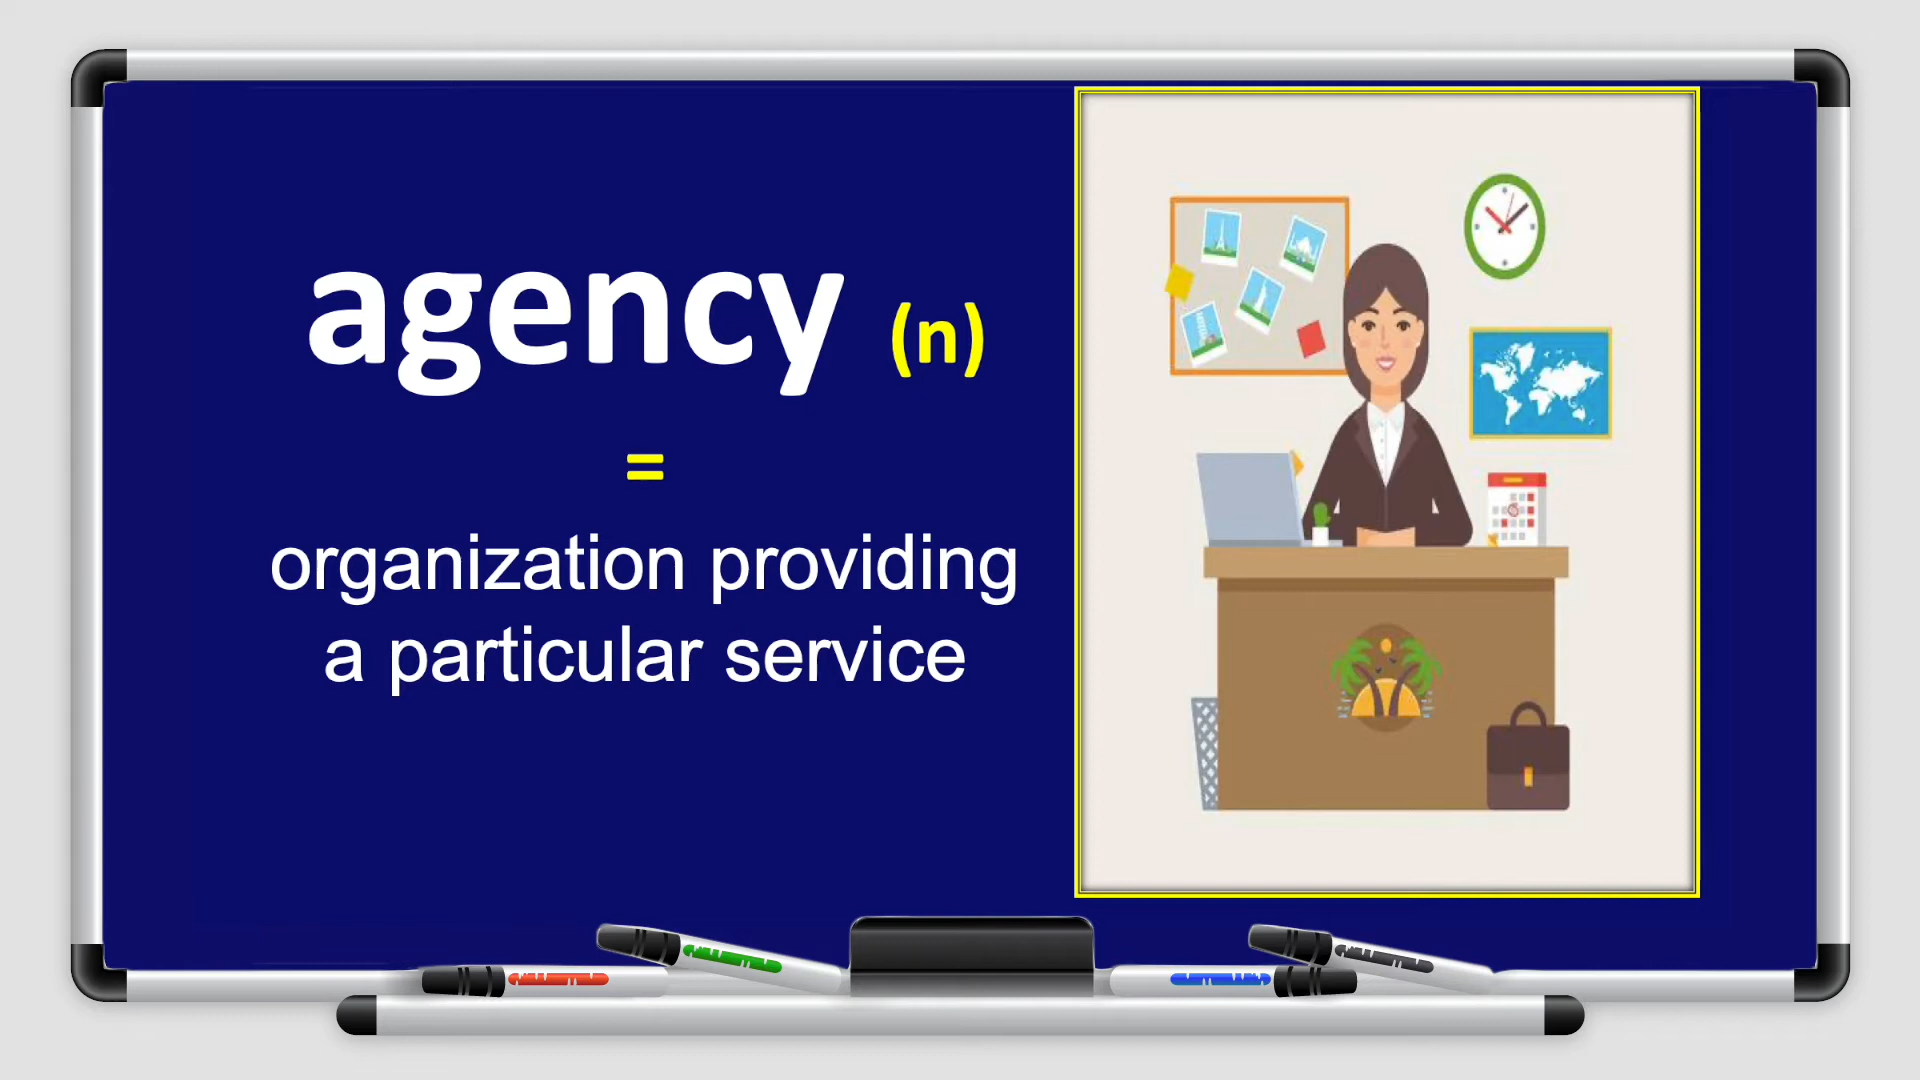 agency (n)
=
organization providing
a particular service